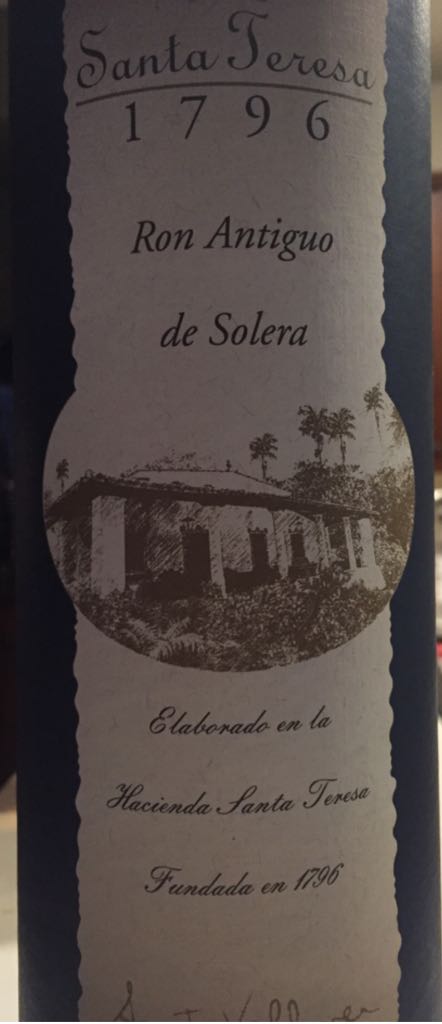 Santa Teresa
1796
Ron Antiguo
de Solera
Elaborado en la
Hacienda Santa Teresa
Fundada en 1796